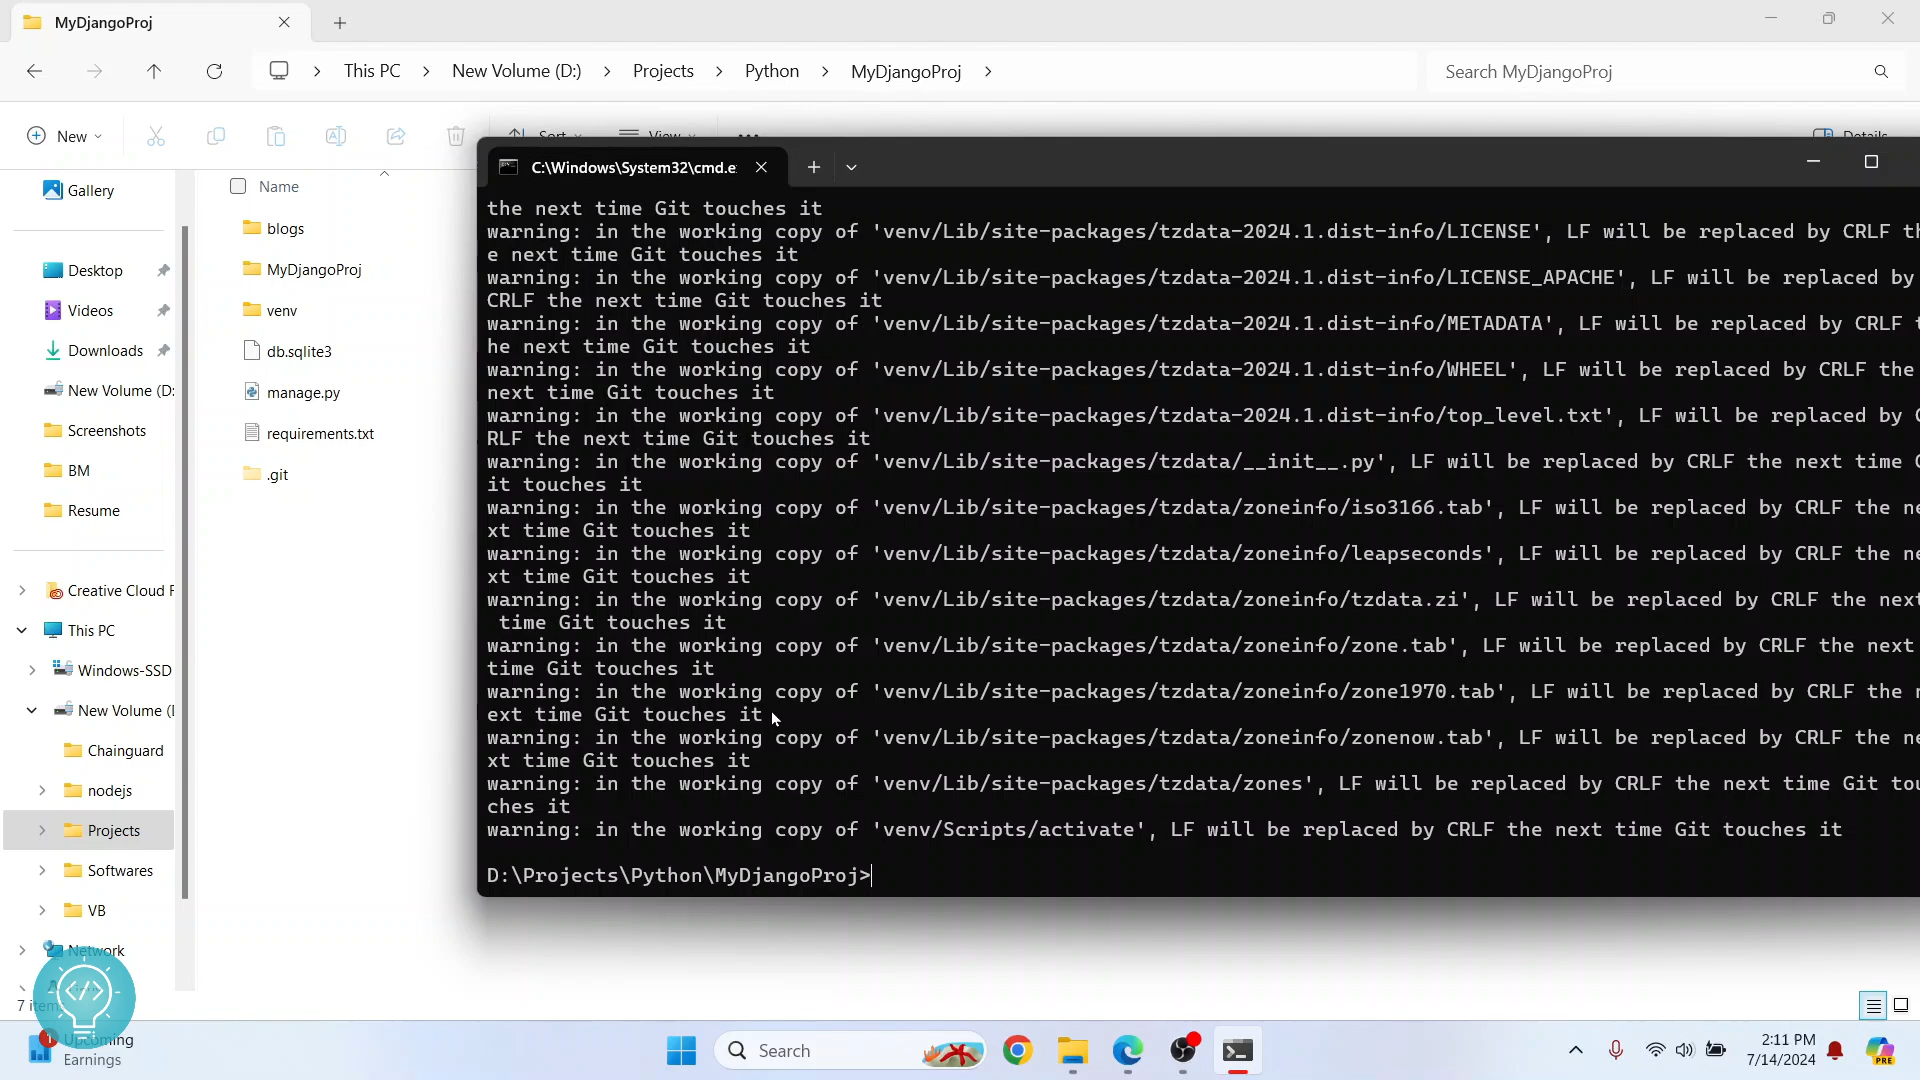 MyDjangoProj
This PC
New Volume (D:)
Projects
Python
MyDjangoProj
Search MyDjangoProj
New
Sort
View
Details
Gallery
Desktop
Videos
Downloads
New Volume (D:
Screenshots
BM
Resume
Creative Cloud F
This PC
Windows-SSD
New Volume (
Chainguard
nodejs
Projects
Softwares
VB
Network
7 item
Name
blogs
MyDjangoProj
venv
db.sqlite3
manage.py
requirements.txt
.git
C:\Windows\System32\cmd.e
the next time Git touches it
warning: in the working copy of 'venv/Lib/site-packages/tzdata-2024.1.dist-info/LICENSE', LF will be replaced by CRLF th
e next time Git touches it
warning: in the working copy of 'venv/Lib/site-packages/tzdata-2024.1.dist-info/LICENSE_APACHE', LF will be replaced by
CRLF the next time Git touches it
warning: in the working copy of 'venv/Lib/site-packages/tzdata-2024.1.dist-info/METADATA', LF will be replaced by CRLF t
he next time Git touches it
warning: in the working copy of 'venv/Lib/site-packages/tzdata-2024.1.dist-info/WHEEL', LF will be replaced by CRLF the
next time Git touches it
warning: in the working copy of 'venv/Lib/site-packages/tzdata-2024.1.dist-info/top_level.txt', LF will be replaced by C
RLF the next time Git touches it
warning: in the working copy of 'venv/Lib/site-packages/tzdata/__init__.py', LF will be replaced by CRLF the next time G
it touches it
warning: in the working copy of 'venv/Lib/site-packages/tzdata/zoneinfo/iso3166.tab', LF will be replaced by CRLF the ne
xt time Git touches it
warning: in the working copy of 'venv/Lib/site-packages/tzdata/zoneinfo/leapseconds', LF will be replaced by CRLF the ne
xt time Git touches it
warning: in the working copy of 'venv/Lib/site-packages/tzdata/zoneinfo/tzdata.zi', LF will be replaced by CRLF the next
time Git touches it
warning: in the working copy of 'venv/Lib/site-packages/tzdata/zoneinfo/zone.tab', LF will be replaced by CRLF the next
time Git touches it
warning: in the working copy of 'venv/Lib/site-packages/tzdata/zoneinfo/zone1970.tab', LF will be replaced by CRLF the n
ext time Git touches it
warning: in the working copy of 'venv/Lib/site-packages/tzdata/zoneinfo/zonenow.tab', LF will be replaced by CRLF the ne
xt time Git touches it
warning: in the working copy of 'venv/Lib/site-packages/tzdata/zones', LF will be replaced by CRLF the next time Git tou
ches it
warning: in the working copy of 'venv/Scripts/activate', LF will be replaced by CRLF the next time Git touches it
D:\Projects\Python\MyDjangoProj>
1
Upcoming
Earnings
Search
2:11 PM
7/14/2024
PRE